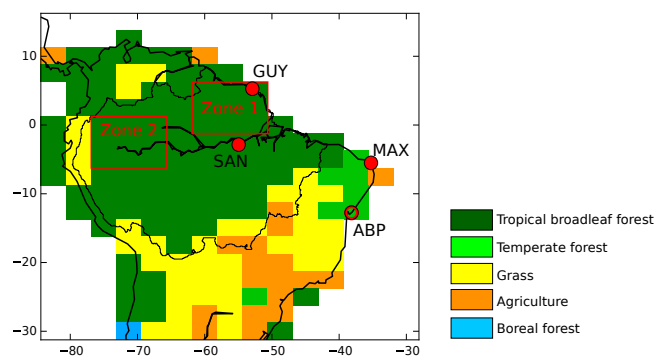 10
0
−10
−20
−30
−80
−70
−60
−50
−40
−30
GUY
Zone 1
Zone 2
SAN
MAX
ABP
Tropical broadleaf forest
Temperate forest
Grass
Agriculture
Boreal forest